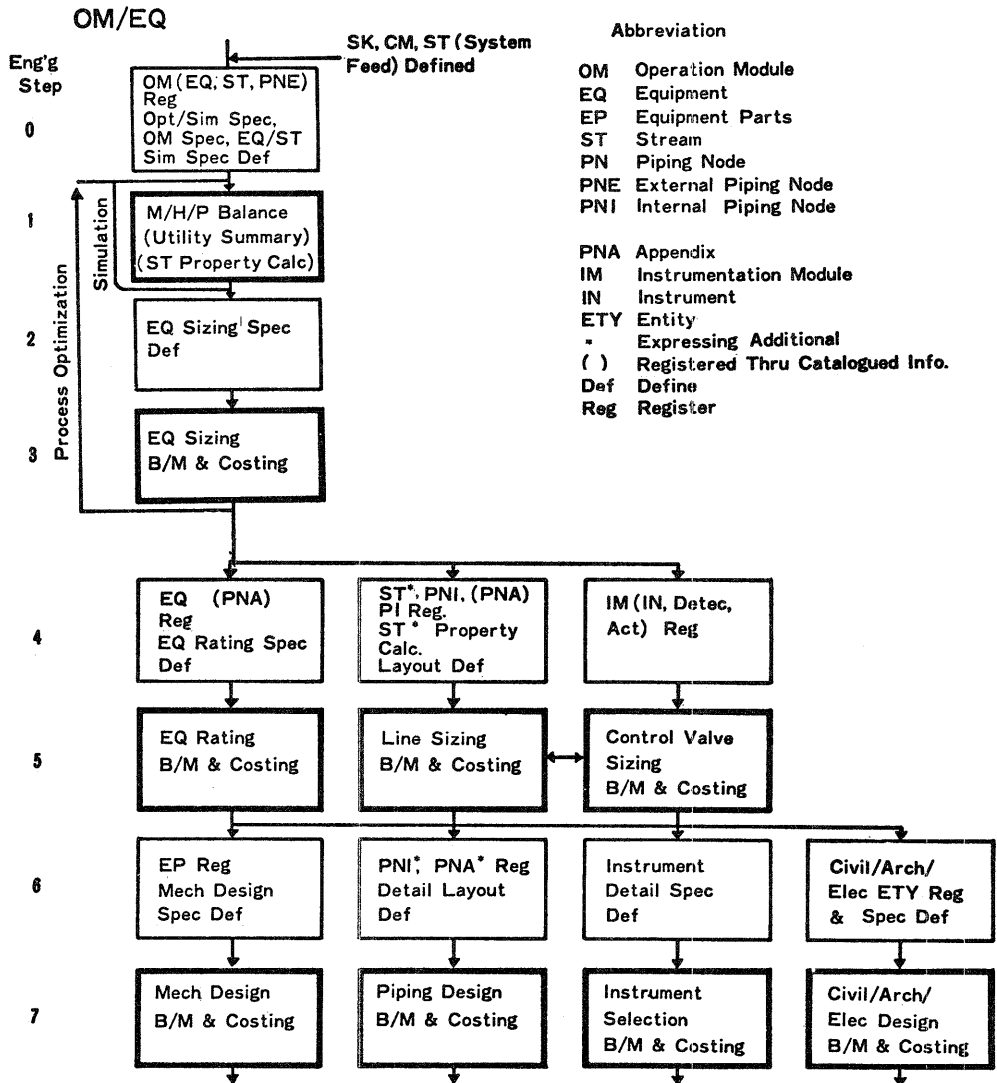 OM/EQ
SK, CM, ST (System
Feed) Defined
Eng'g
Step
0
OM (EQ, ST, PNE)
Reg
Opt/Sim Spec,
OM Spec, EQ/ST
Sim Spec Def
1
M/H/P Balance
(Utility Summary)
(ST Property Calc)
Simulation
Process Optimization
2
EQ Sizing Spec
Def
3
EQ Sizing
B/M & Costing
Abbreviation
OM Operation Module
EQ Equipment
EP Equipment Parts
ST Stream
PN Piping Node
PNE External Piping Node
PNI Internal Piping Node
PNA Appendix
IM Instrumentation Module
IN Instrument
ETY Entity
* Expressing Additional
( ) Registered Thru Catalogued Info.
Def Define
Reg Register
4
EQ (PNA)
Reg
EQ Rating Spec
Def
ST*, PNI, (PNA)
PI Reg.
ST* Property
Calc.
Layout Def
IM (IN, Detec,
Act) Reg
5
EQ Rating
B/M & Costing
Line Sizing
B/M & Costing
Control Valve
Sizing
B/M & Costing
6
EP Reg
Mech Design
Spec Def
PNI*, PNA* Reg
Detail Layout
Def
Instrument
Detail Spec
Def
Civil/Arch/
Elec ETY Reg
& Spec Def
7
Mech Design
B/M & Costing
Piping Design
B/M & Costing
Instrument
Selection
B/M & Costing
Civil/Arch/
Elec Design
B/M & Costing